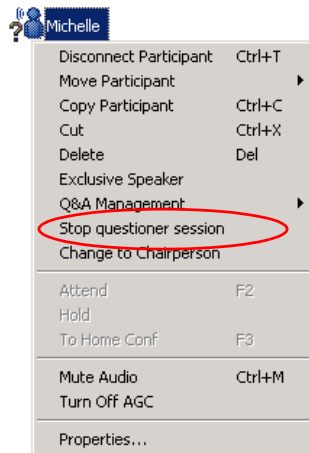 Michelle
Disconnect Participant Ctrl+T
Move Participant
Copy Participant Ctrl+C
Cut Ctrl+X
Delete Del
Exclusive Speaker
Q&A Management
Stop questioner session
Change to Chairperson
Attend F2
Hold
To Home Conf F3
Mute Audio Ctrl+M
Turn Off AGC
Properties...